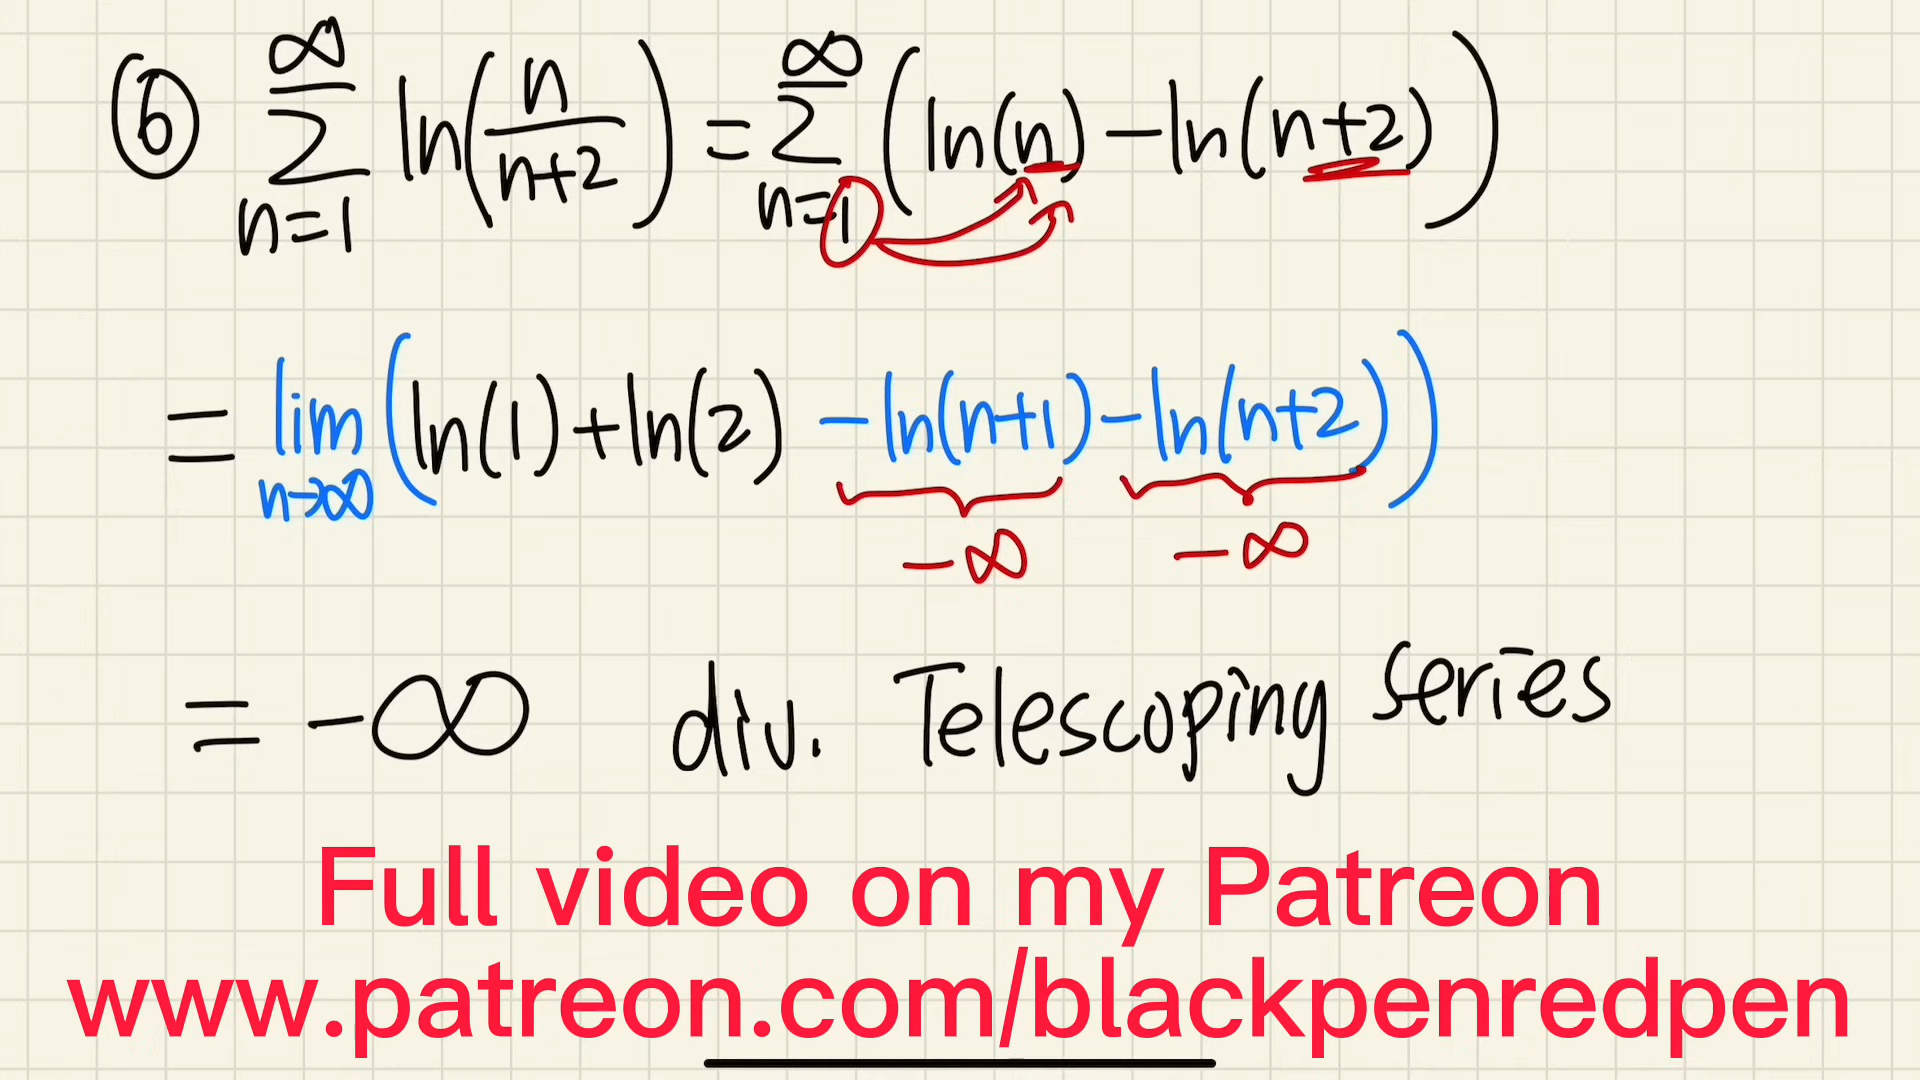 ⑥ ∞∑n=1 ln(n/(n+2)) = ∞∑n=1 (ln(n) - ln(n+2))
= lim n→∞ (ln(1) + ln(2) - ln(n+1) - ln(n+2))
-∞ -∞
= -∞ div. Telescoping series
Full video on my Patreon
www.patreon.com/blackpenredpen